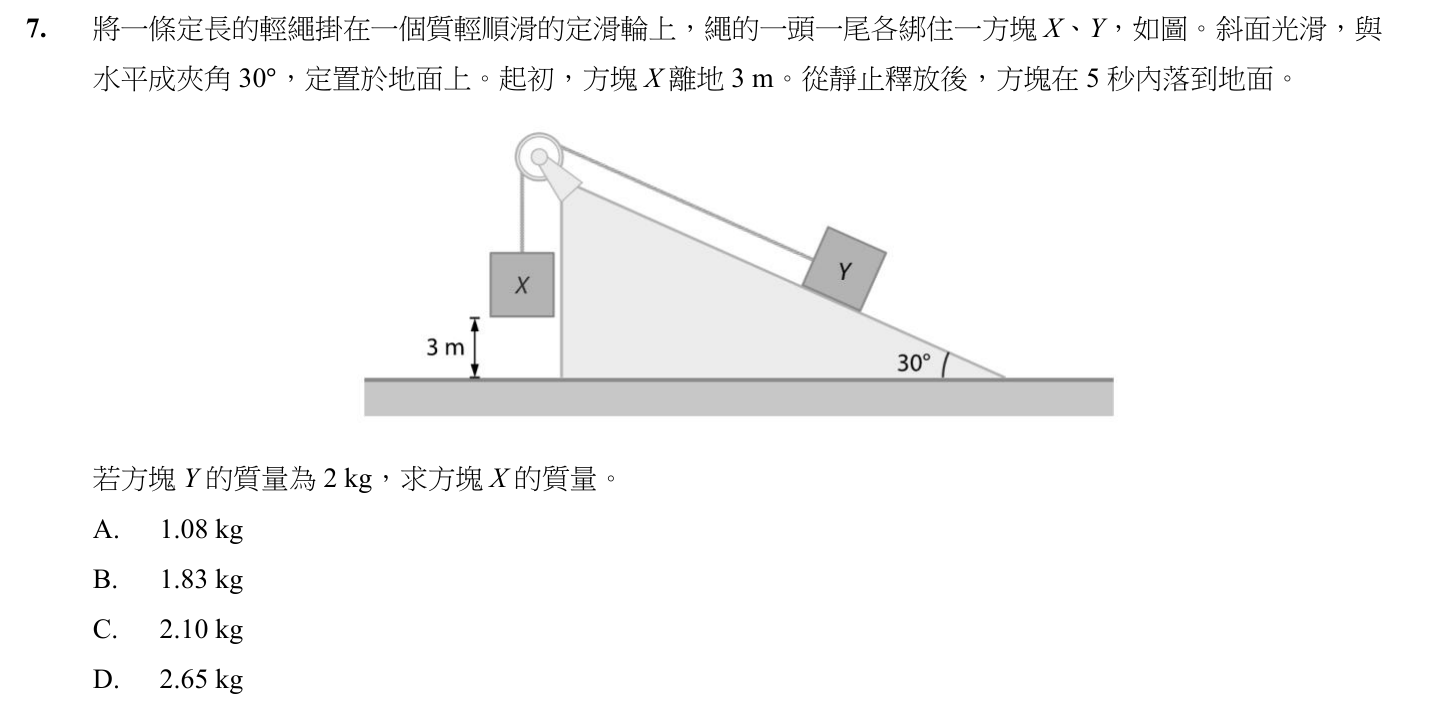 7. 將一條定長的輕繩掛在一個質輕順滑的定滑輪上，繩的一頭一尾各綁住一方塊 X、Y，如圖。斜面光滑，與
水平成夾角 30°，定置於地面上。起初，方塊 X 離地 3 m。從靜止釋放後，方塊在 5 秒內落到地面。
X
Y
3 m
30°
若方塊 Y 的質量為 2 kg，求方塊 X 的質量。
A. 1.08 kg
B. 1.83 kg
C. 2.10 kg
D. 2.65 kg